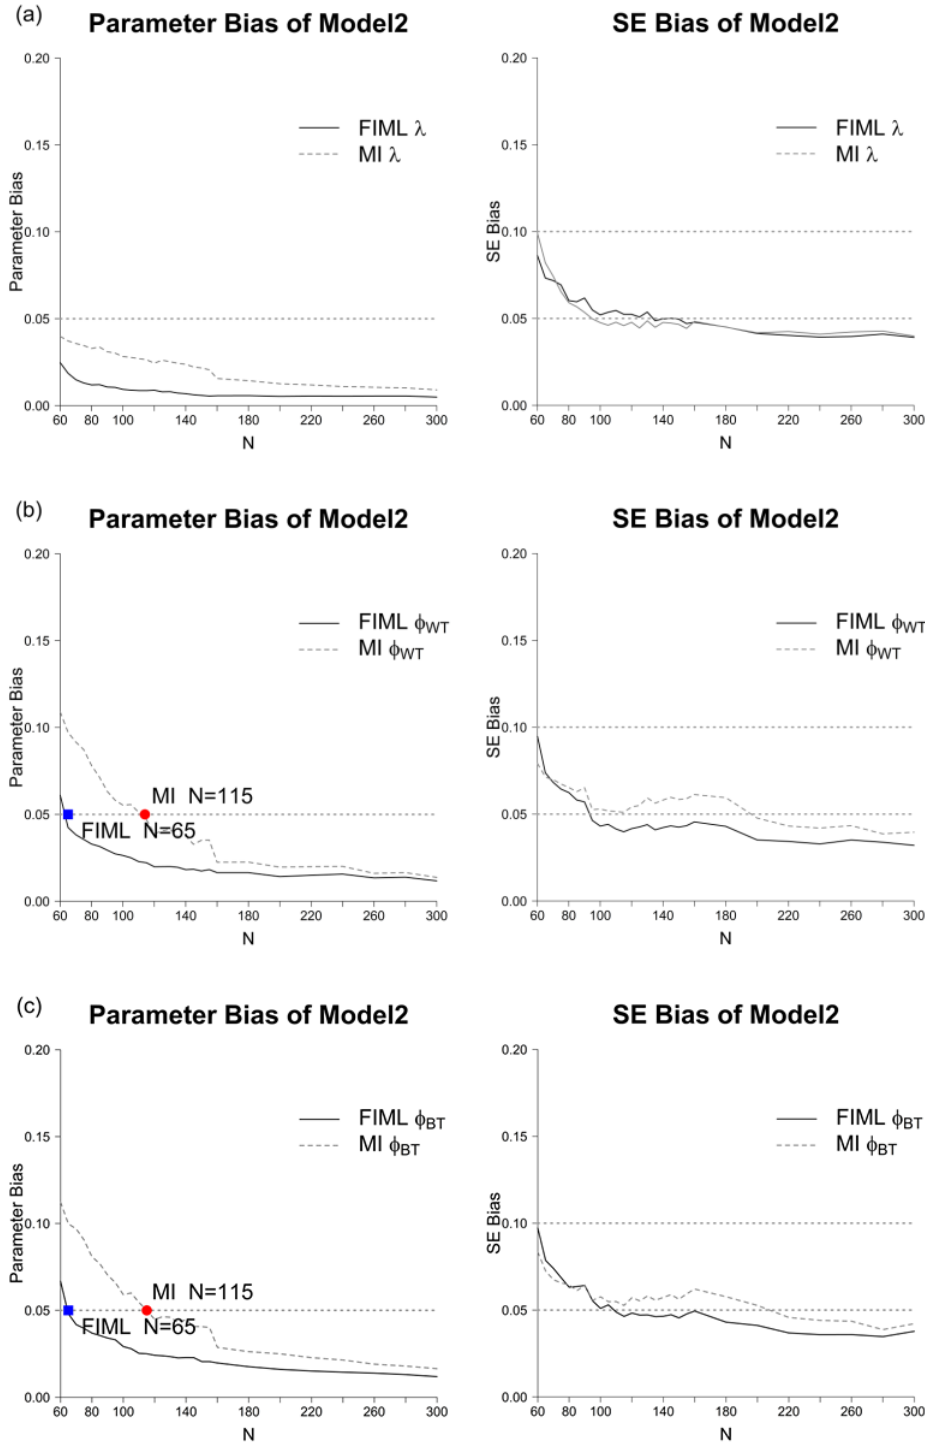 (a)
Parameter Bias of Model2
0.20
0.15
0.10
0.05
0.00
Parameter Bias
FIML λ
MI λ
60 80 100 140 180 220 260 300
N
SE Bias of Model2
0.20
0.15
0.10
0.05
0.00
SE Bias
FIML λ
MI λ
60 80 100 140 180 220 260 300
N
(b)
Parameter Bias of Model2
0.20
0.15
0.10
0.05
0.00
Parameter Bias
FIML ϕWT
MI ϕWT
MI N=115
FIML N=65
60 80 100 140 180 220 260 300
N
SE Bias of Model2
0.20
0.15
0.10
0.05
0.00
SE Bias
FIML ϕWT
MI ϕWT
60 80 100 140 180 220 260 300
N
(c)
Parameter Bias of Model2
0.20
0.15
0.10
0.05
0.00
Parameter Bias
FIML ϕBT
MI ϕBT
MI N=115
FIML N=65
60 80 100 140 180 220 260 300
N
SE Bias of Model2
0.20
0.15
0.10
0.05
0.00
SE Bias
FIML ϕBT
MI ϕBT
60 80 100 140 180 220 260 300
N